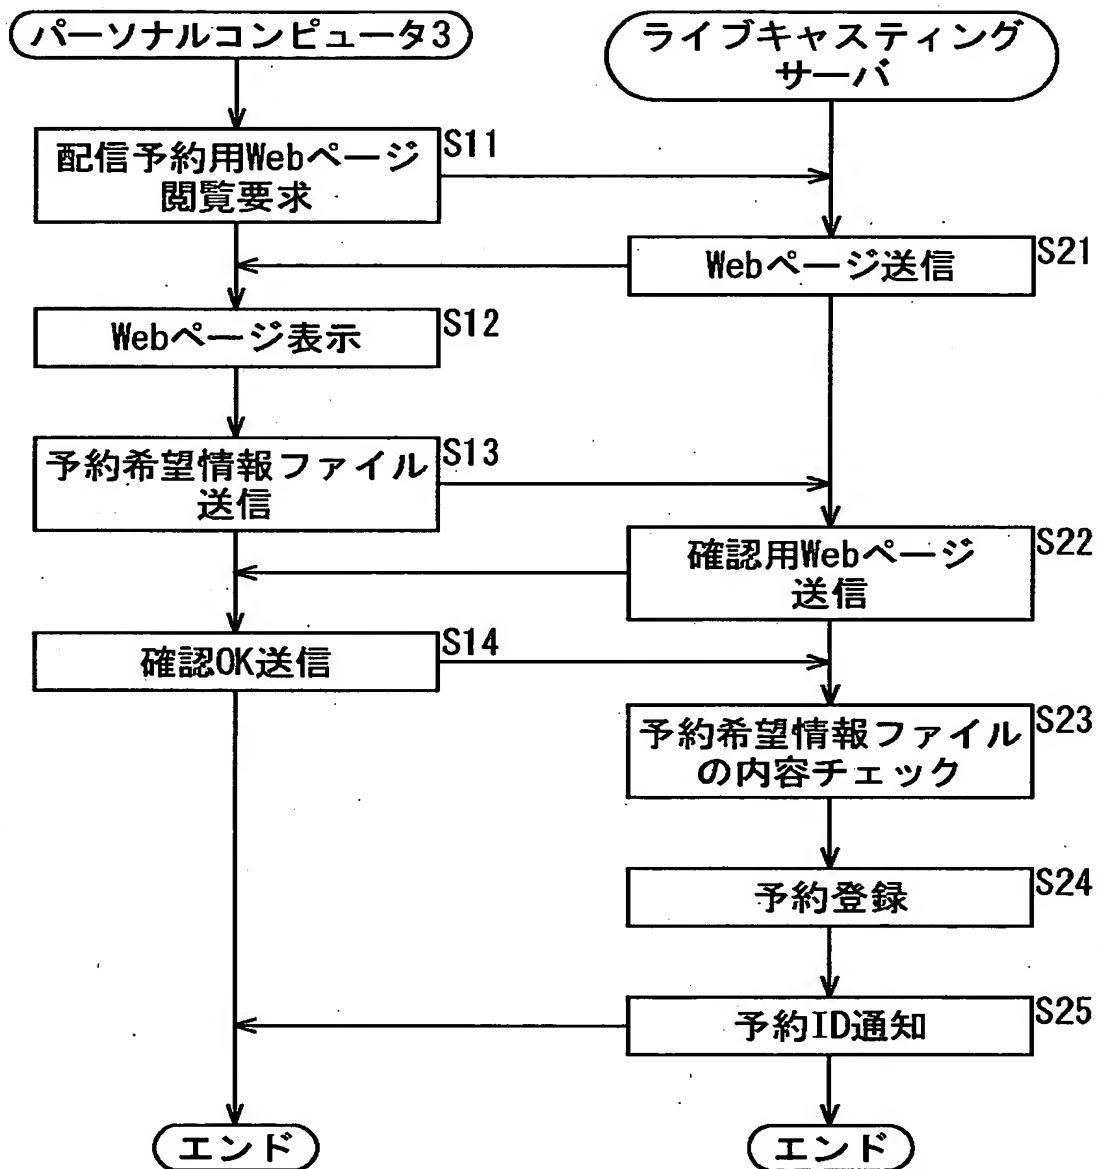 パーソナルコンピュータ3
ライブキャスティング
サーバ
配信予約用Webページ
閲覧要求
S11
Webページ送信
S21
Webページ表示
S12
予約希望情報ファイル
送信
S13
確認用Webページ
送信
S22
確認OK送信
S14
予約希望情報ファイル
の内容チェック
S23
予約登録
S24
予約ID通知
S25
エンド
エンド